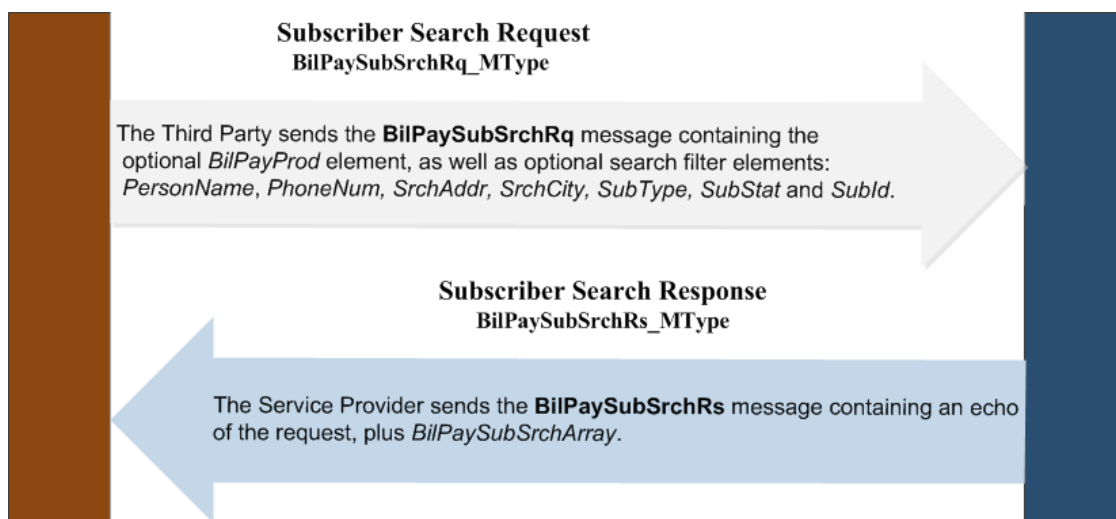 Subscriber Search Request
BilPaySubSrchRq_MType
The Third Party sends the BilPaySubSrchRq message containing the
optional BilPayProd element, as well as optional search filter elements:
PersonName, PhoneNum, SrchAddr, SrchCity, SubType, SubStat and SubId.
Subscriber Search Response
BilPaySubSrchRs_MType
The Service Provider sends the BilPaySubSrchRs message containing an echo
of the request, plus BilPaySubSrchArray.